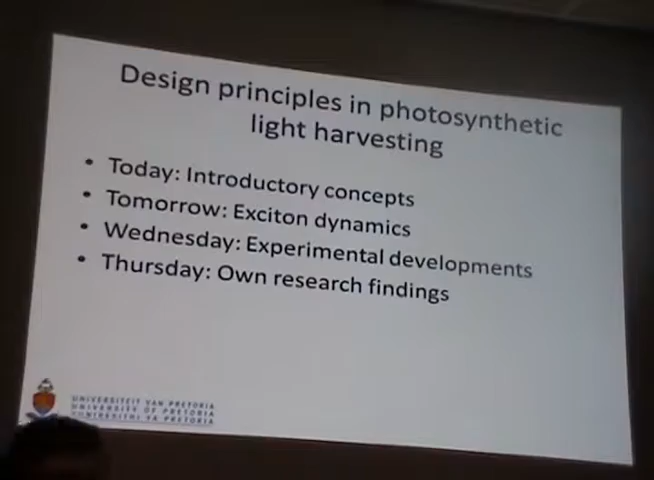 Design principles in photosynthetic
light harvesting
• Today: Introductory concepts
• Tomorrow: Exciton dynamics
• Wednesday: Experimental developments
• Thursday: Own research findings
UNIVERSITEIT VAN PRETORIA
UNIVERSITY OF PRETORIA
YUNIBESITHI YA PRETORIA